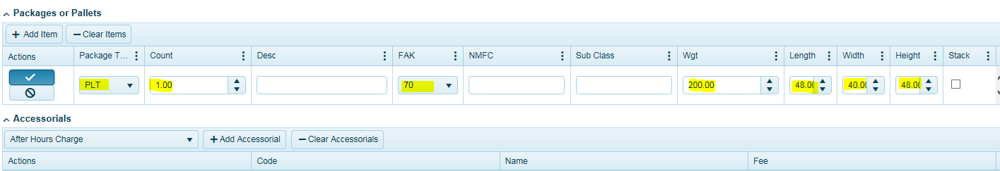 Packages or Pallets
+ Add Item — Clear Items
Actions Package T... Count Desc FAK NMFC Sub Class Wgt Length Width Height Stack
PLT 1.00 70 200.00 48.00 40.00 48.00
Accessorials
After Hours Charge + Add Accessorial — Clear Accessorials
Actions Code Name Fee